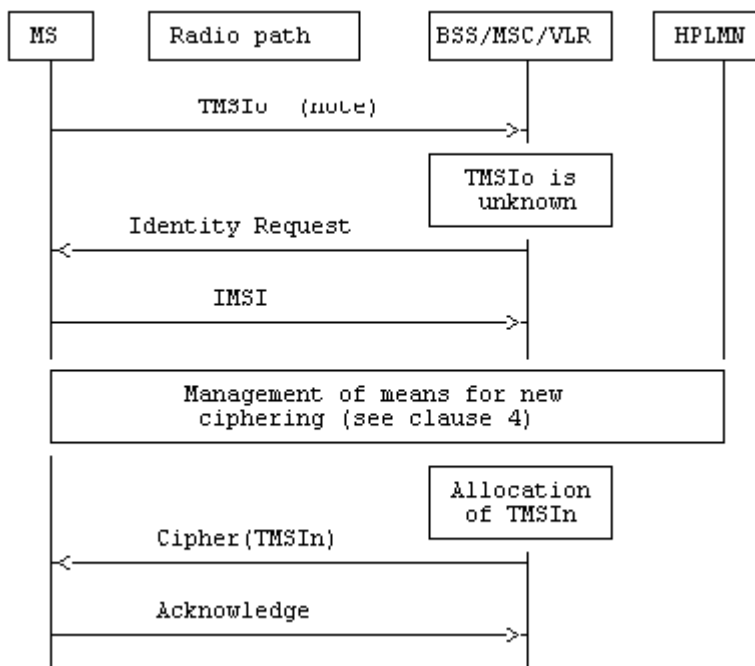 MS
Radio path
BSS/MSC/VLR
HPLMN
TMSIo (note)
TMSIo is
unknown
Identity Request
IMSI
Management of means for new
ciphering (see clause 4)
Allocation
of TMSIn
Cipher(TMSIn)
Acknowledge